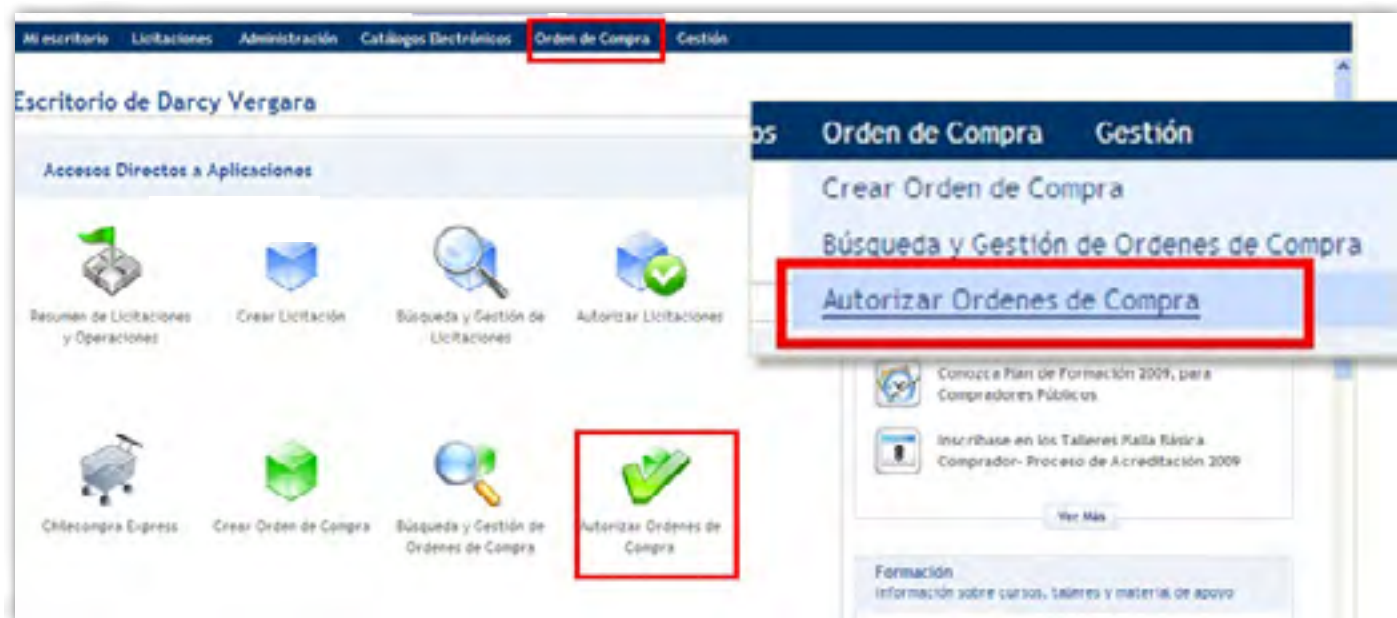 Mi escritorio Licitaciones Administración Catálogos Electrónicos Orden de Compra Gestión
Escritorio de Darcy Vergara
os Orden de Compra Gestión
Crear Orden de Compra
Búsqueda y Gestión de Ordenes de Compra
Autorizar Ordenes de Compra
Accesos Directos a Aplicaciones
Resumen de Licitaciones
y Operaciones
Crear Licitación
Búsqueda y Gestión de
Licitaciones
Autorizar Licitaciones
Chilecompra Express
Crear Orden de Compra
Búsqueda y Gestión de
Ordenes de Compra
Autorizar Ordenes de
Compra
Conozca Plan de Formación 2009, para
Compradores Públicos
Inscríbase en los Talleres Malla Básica
Comprador- Proceso de Acreditación 2009
Ver Más
Formación
Información sobre cursos, talleres y material de apoyo